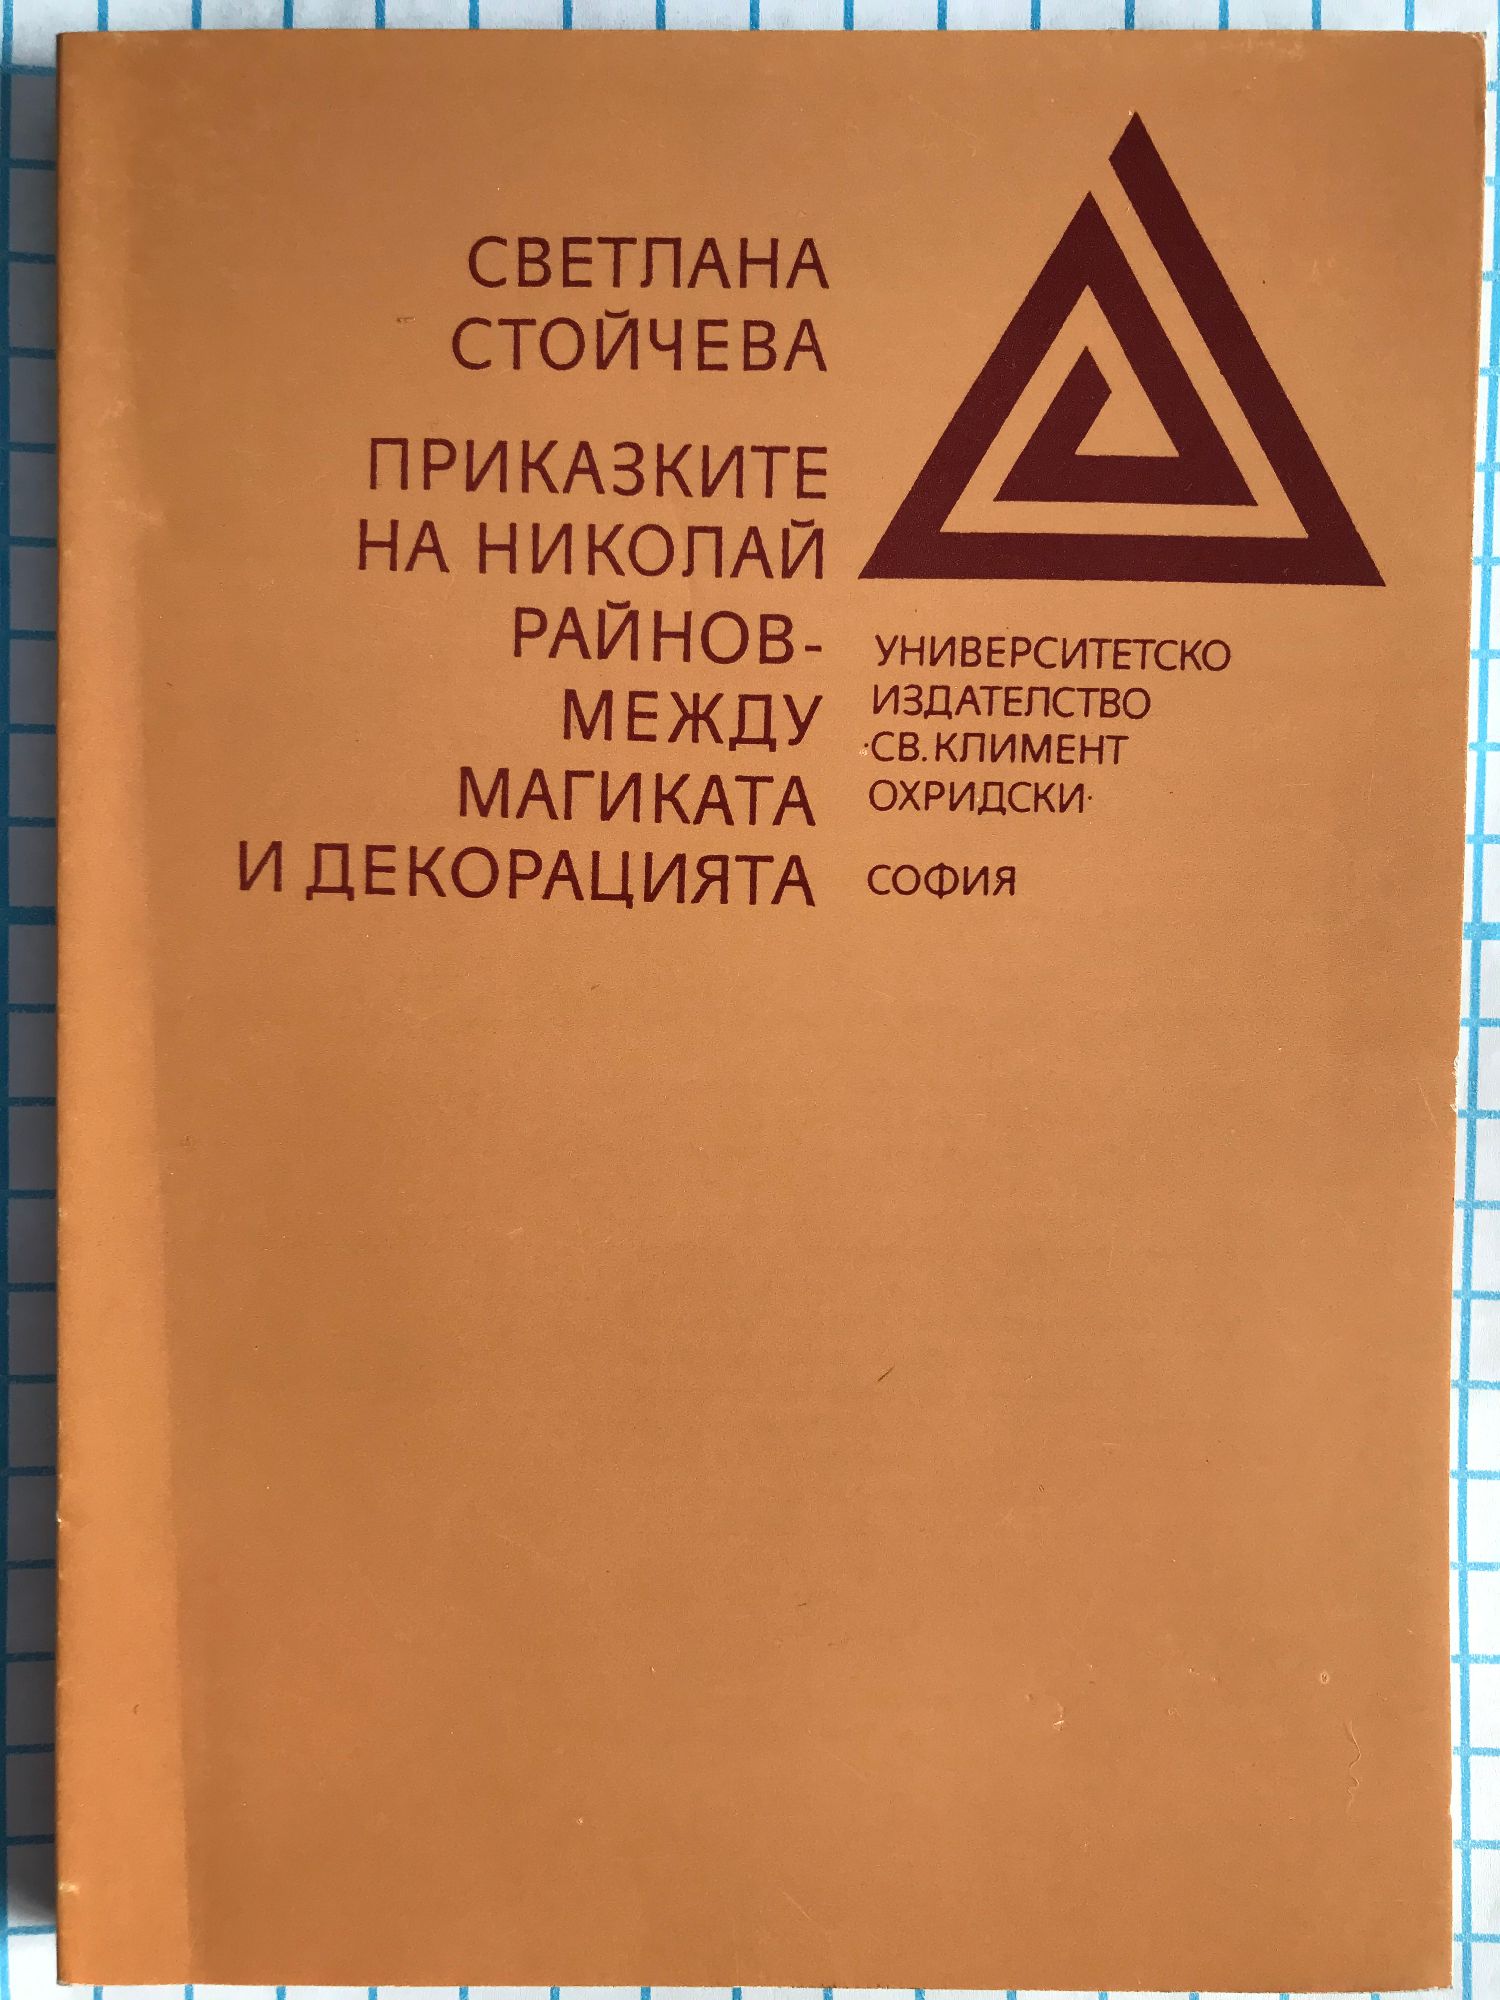 СВЕТЛАНА
СТОЙЧЕВА
ПРИКАЗКИТЕ
НА НИКОЛАЙ
РАЙНОВ-
МЕЖДУ
МАГИКАТА
И ДЕКОРАЦИЯТА
УНИВЕРСИТЕТСКО
ИЗДАТЕЛСТВО
·СВ. КЛИМЕНТ
ОХРИДСКИ·
СОФИЯ